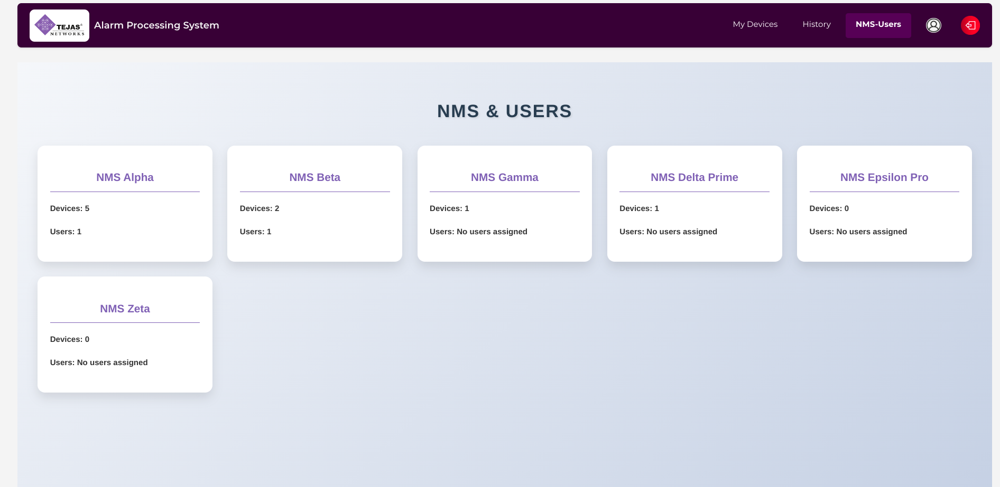 TEJAS®
NETWORKS
Alarm Processing System
My Devices
History
NMS-Users
NMS & USERS
NMS Alpha
Devices: 5
Users: 1
NMS Beta
Devices: 2
Users: 1
NMS Gamma
Devices: 1
Users: No users assigned
NMS Delta Prime
Devices: 1
Users: No users assigned
NMS Epsilon Pro
Devices: 0
Users: No users assigned
NMS Zeta
Devices: 0
Users: No users assigned